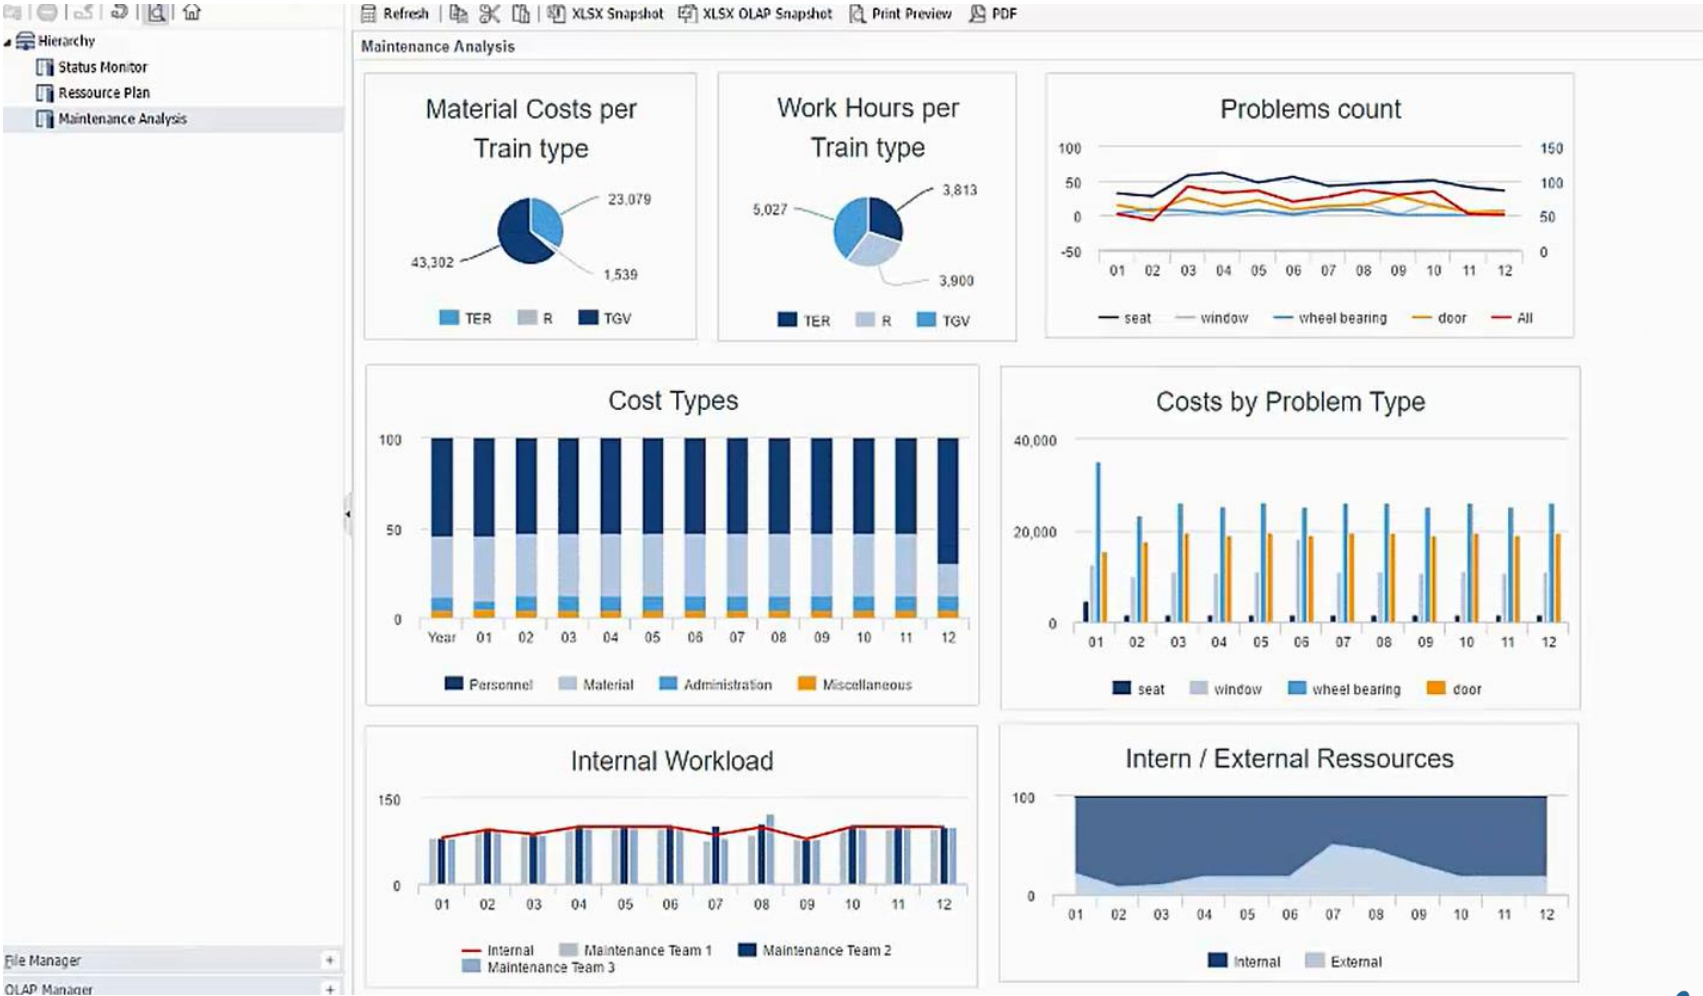 Refresh XLSX Snapshot XLSX OLAP Snapshot Print Preview PDF
Hierarchy
Status Monitor
Ressource Plan
Maintenance Analysis
File Manager +
OLAP Manager +
Maintenance Analysis
Material Costs per
Train type
23,079
43,302
1,539
TER R TGV
Work Hours per
Train type
3,813
5,027
3,900
TER R TGV
Problems count
100 150
50 100
0 50
-50 0
01 02 03 04 05 06 07 08 09 10 11 12
seat window wheel bearing door All
Cost Types
100
50
0
Year 01 02 03 04 05 06 07 08 09 10 11 12
Personnel Material Administration Miscellaneous
Costs by Problem Type
40,000
20,000
0
01 02 03 04 05 06 07 08 09 10 11 12
seat window wheel bearing door
Internal Workload
150
0
01 02 03 04 05 06 07 08 09 10 11 12
Internal Maintenance Team 1 Maintenance Team 2
Maintenance Team 3
Intern / External Ressources
100
0
01 02 03 04 05 06 07 08 09 10 11 12
Internal External